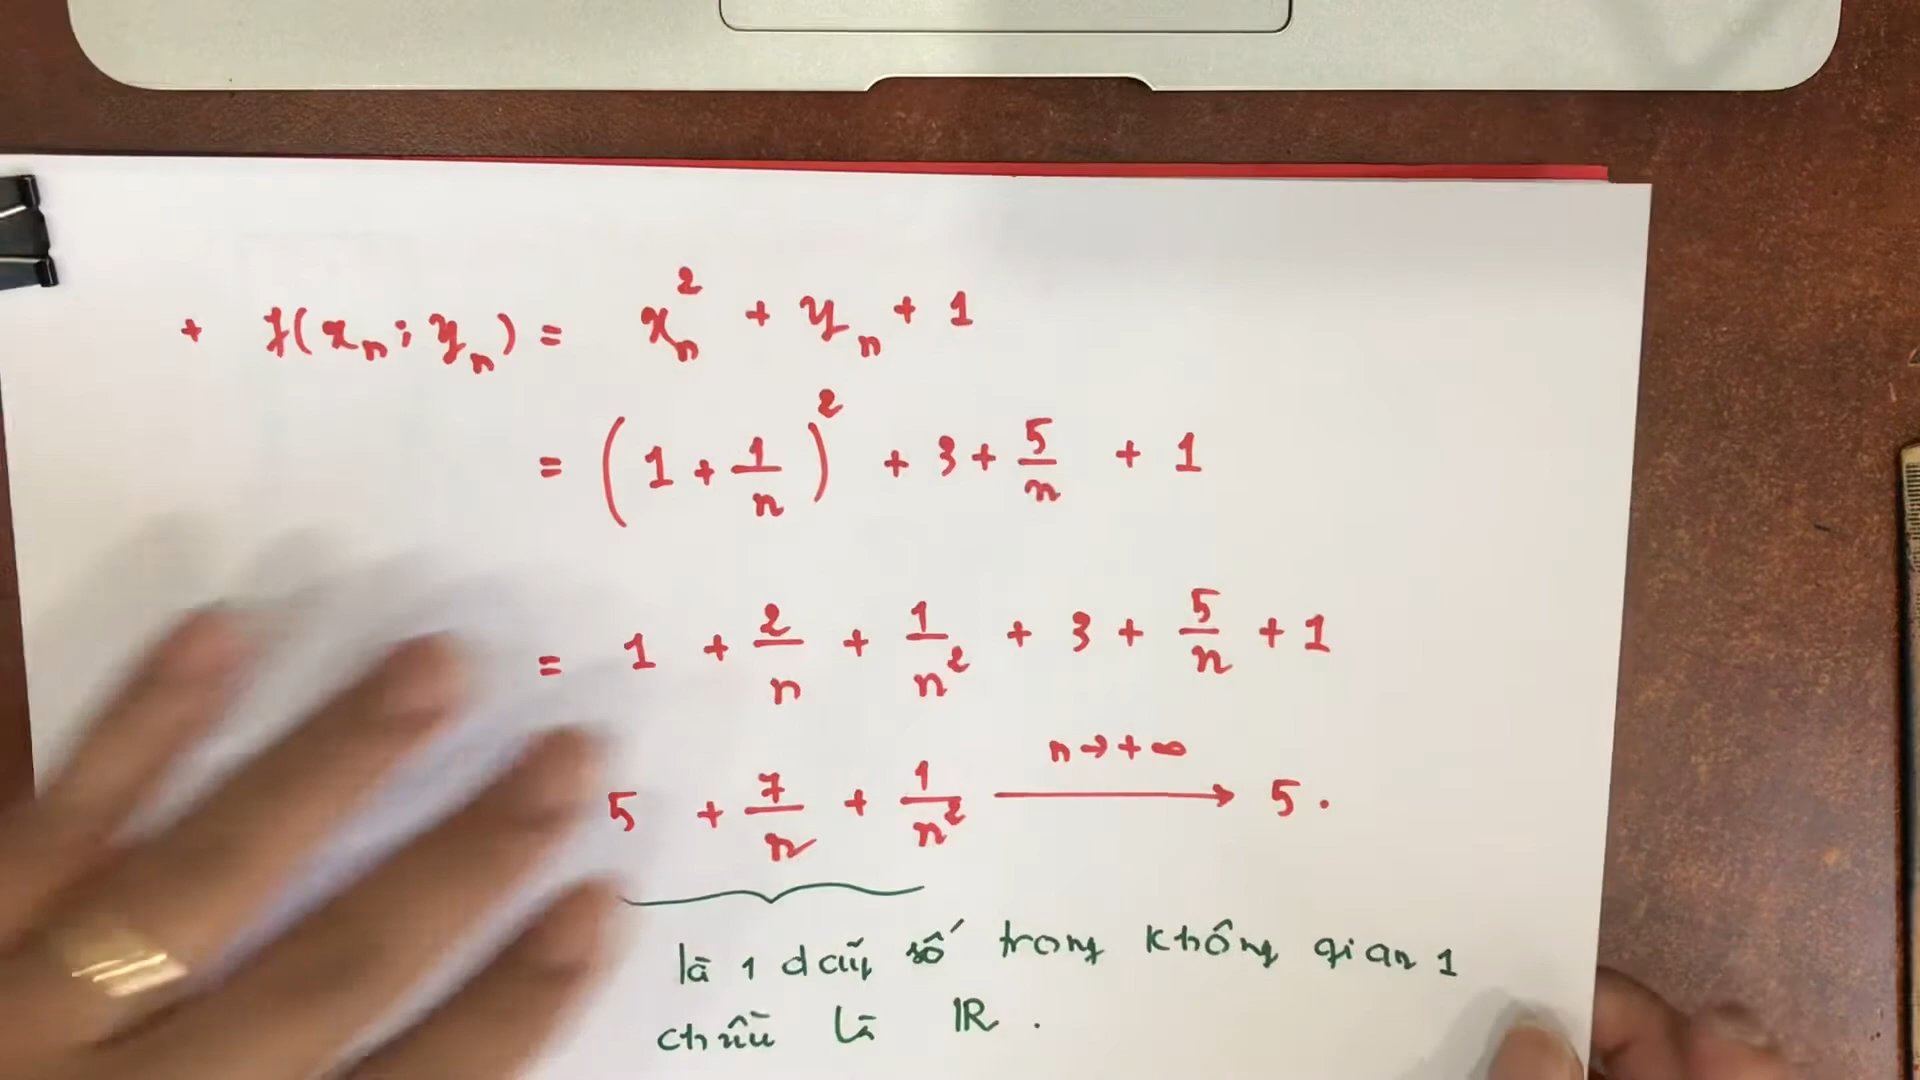 + f(xₙ; yₙ) = xₙ² + yₙ + 1
= (1 + 1/n)² + 3 + 5/n + 1
= 1 + 2/n + 1/n² + 3 + 5/n + 1
5 + 7/n + 1/n² → 5. (n → +∞)
là 1 dãy số trong không gian 1
chiều là ℝ.